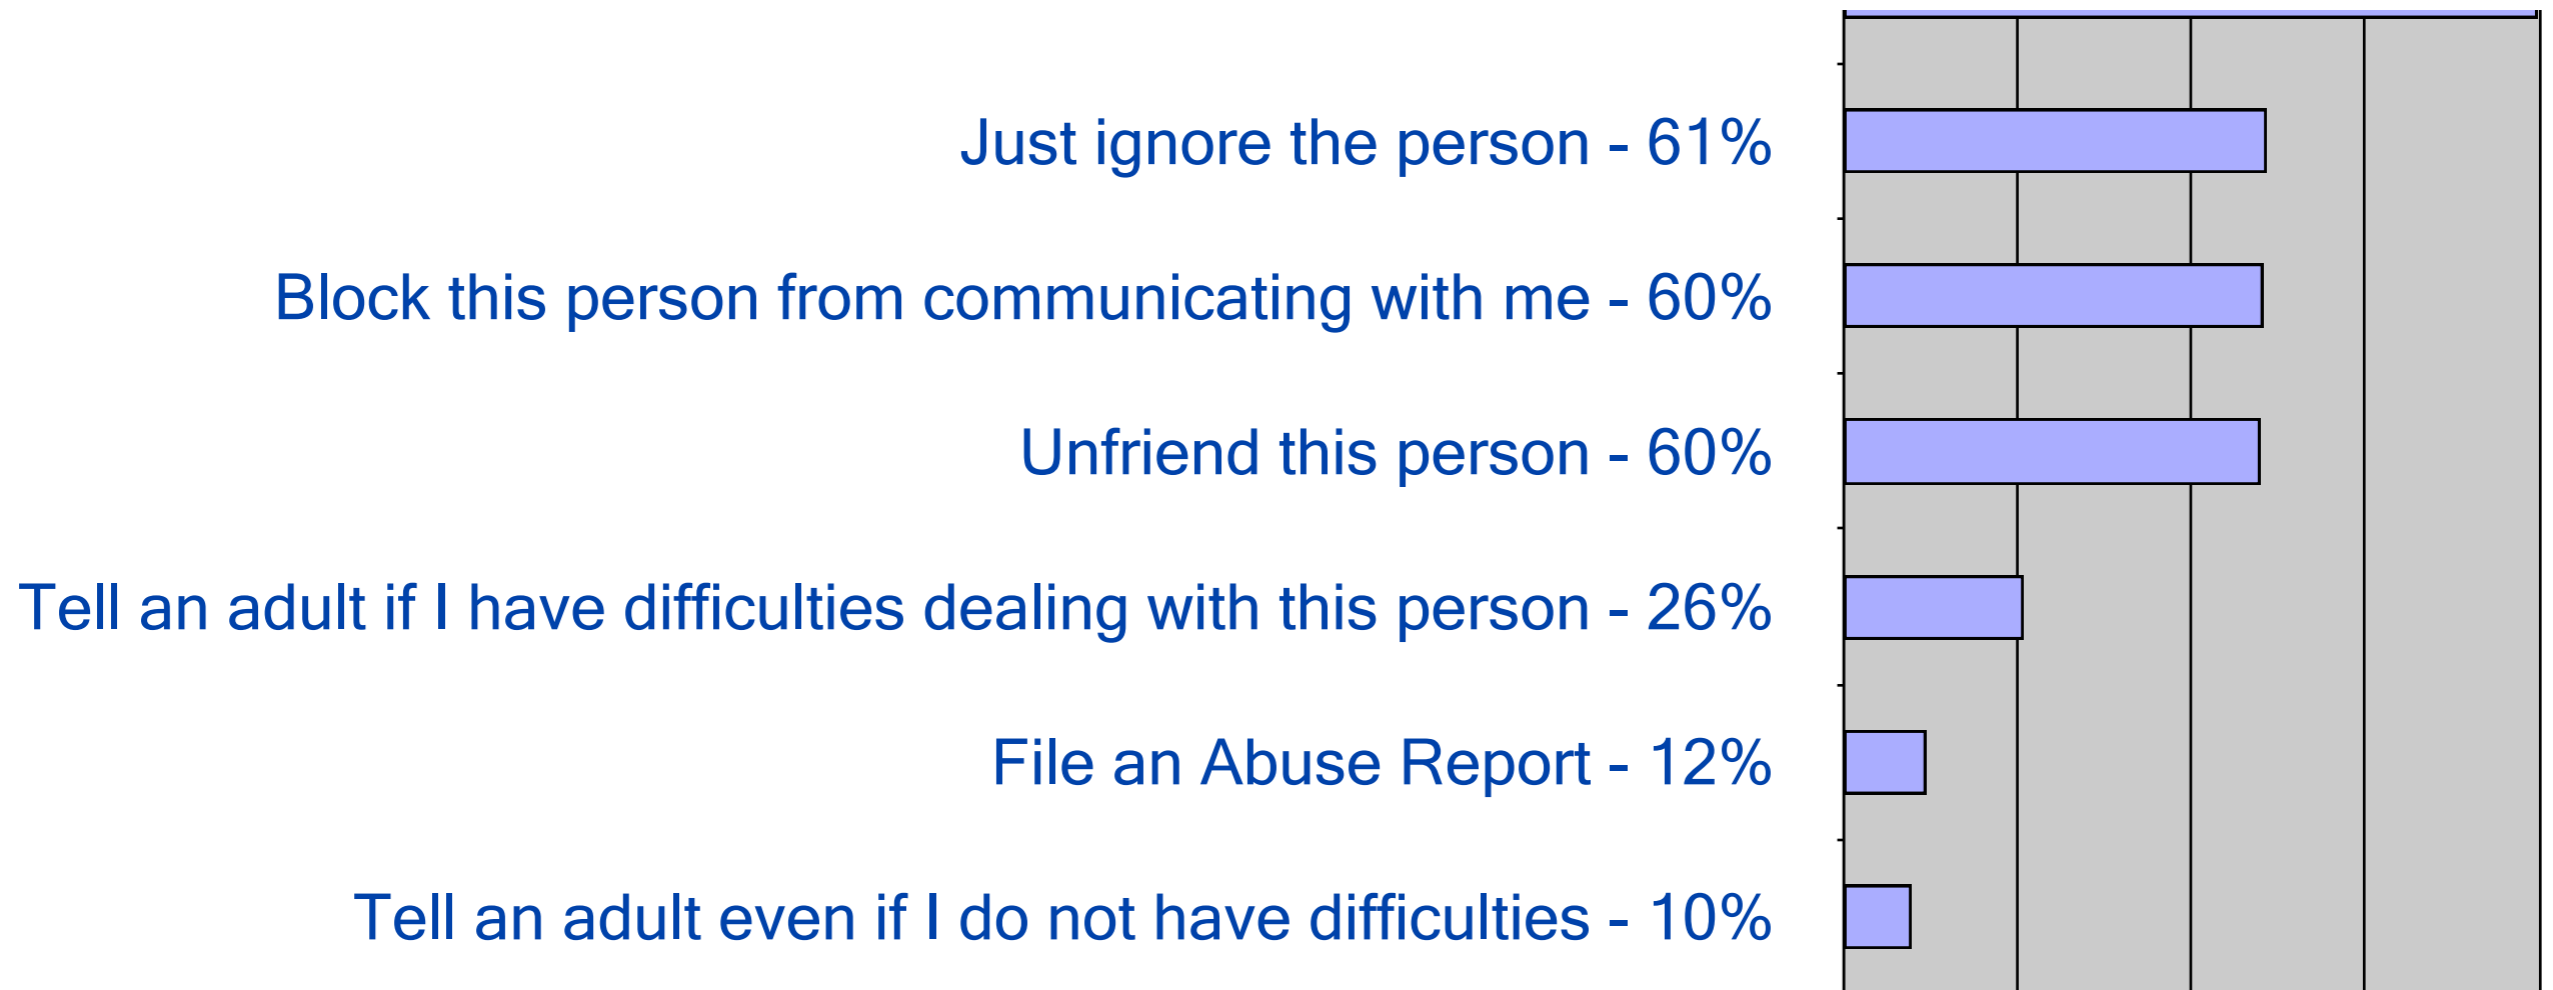 Just ignore the person - 61%
Block this person from communicating with me - 60%
Unfriend this person - 60%
Tell an adult if I have difficulties dealing with this person - 26%
File an Abuse Report - 12%
Tell an adult even if I do not have difficulties - 10%